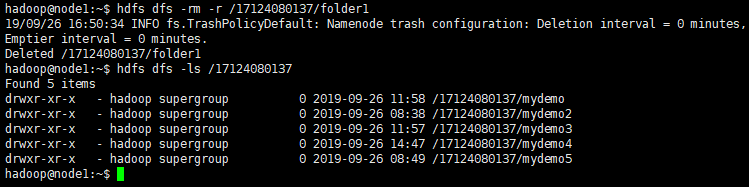 hadoop@node1:~$ hdfs dfs -rm -r /17124080137/folder1
19/09/26 16:50:34 INFO fs.TrashPolicyDefault: Namenode trash configuration: Deletion interval = 0 minutes,
Emptier interval = 0 minutes.
Deleted /17124080137/folder1
hadoop@node1:~$ hdfs dfs -ls /17124080137
Found 5 items
drwxr-xr-x   - hadoop supergroup          0 2019-09-26 11:58 /17124080137/mydemo
drwxr-xr-x   - hadoop supergroup          0 2019-09-26 08:38 /17124080137/mydemo2
drwxr-xr-x   - hadoop supergroup          0 2019-09-26 11:57 /17124080137/mydemo3
drwxr-xr-x   - hadoop supergroup          0 2019-09-26 14:47 /17124080137/mydemo4
drwxr-xr-x   - hadoop supergroup          0 2019-09-26 08:49 /17124080137/mydemo5
hadoop@node1:~$